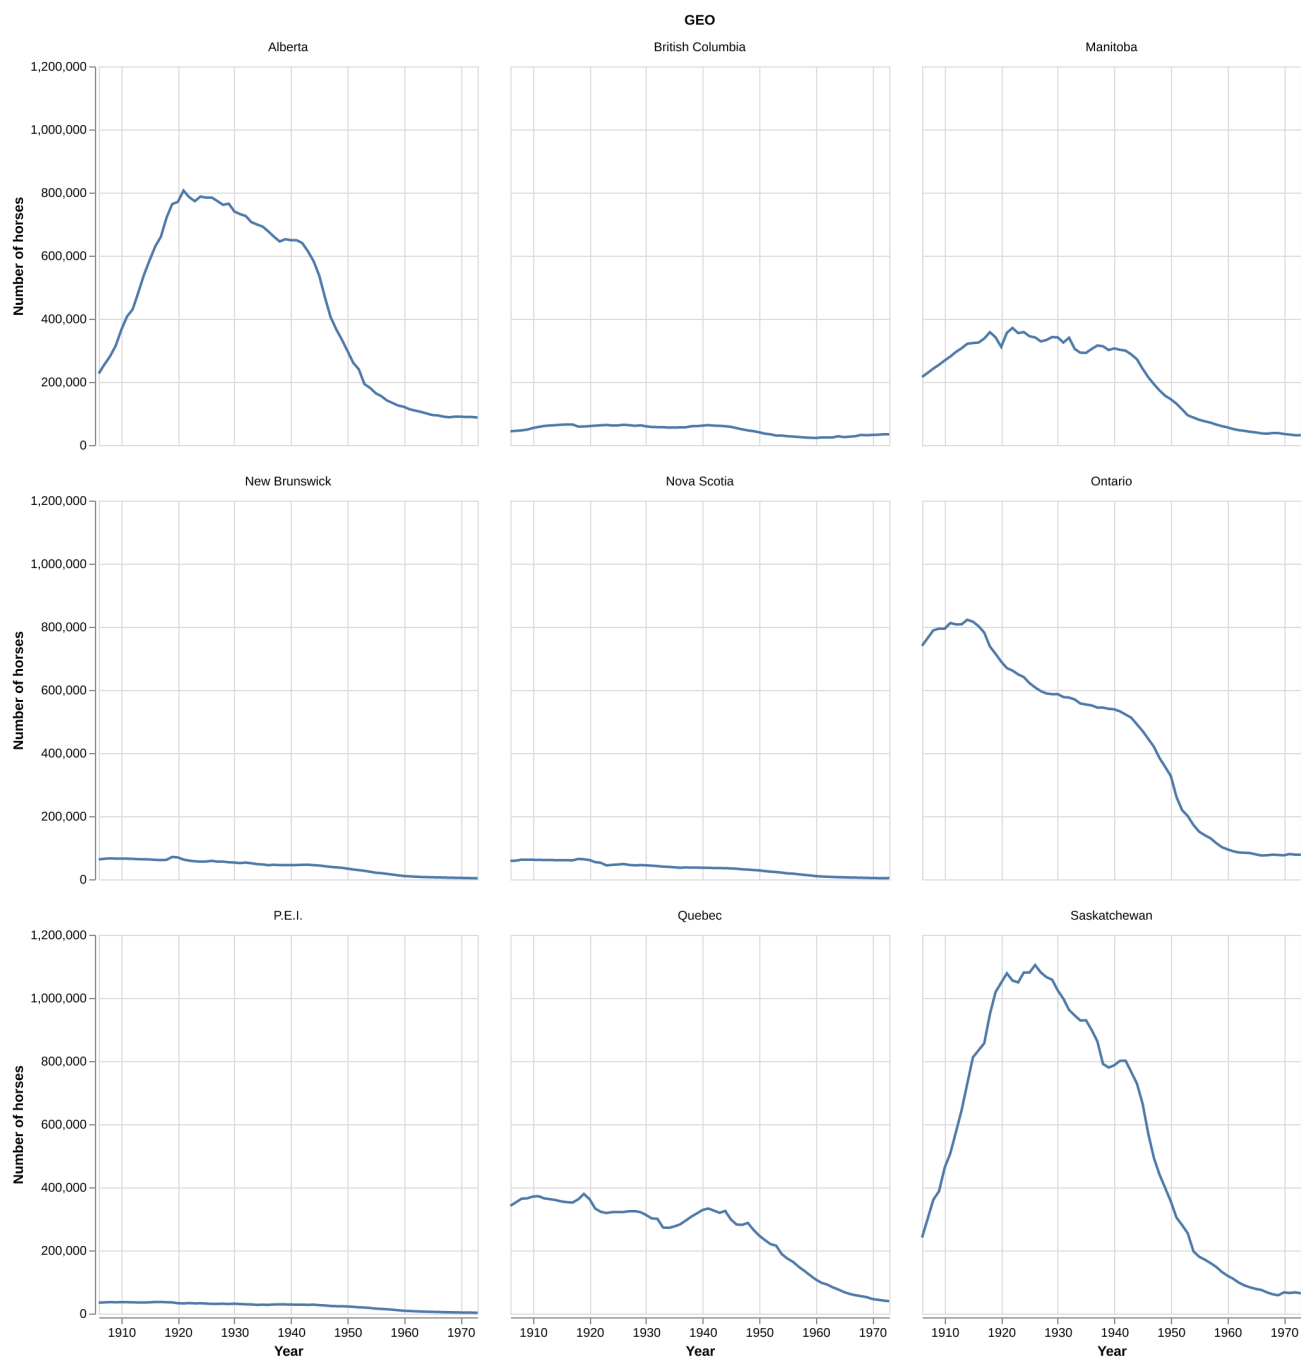 GEO
Alberta
British Columbia
Manitoba
1,200,000
1,000,000
800,000
600,000
400,000
200,000
0
Number of horses
New Brunswick
Nova Scotia
Ontario
1,200,000
1,000,000
800,000
600,000
400,000
200,000
0
Number of horses
P.E.I.
Quebec
Saskatchewan
1,200,000
1,000,000
800,000
600,000
400,000
200,000
0
Number of horses
1910 1920 1930 1940 1950 1960 1970
Year
1910 1920 1930 1940 1950 1960 1970
Year
1910 1920 1930 1940 1950 1960 1970
Year